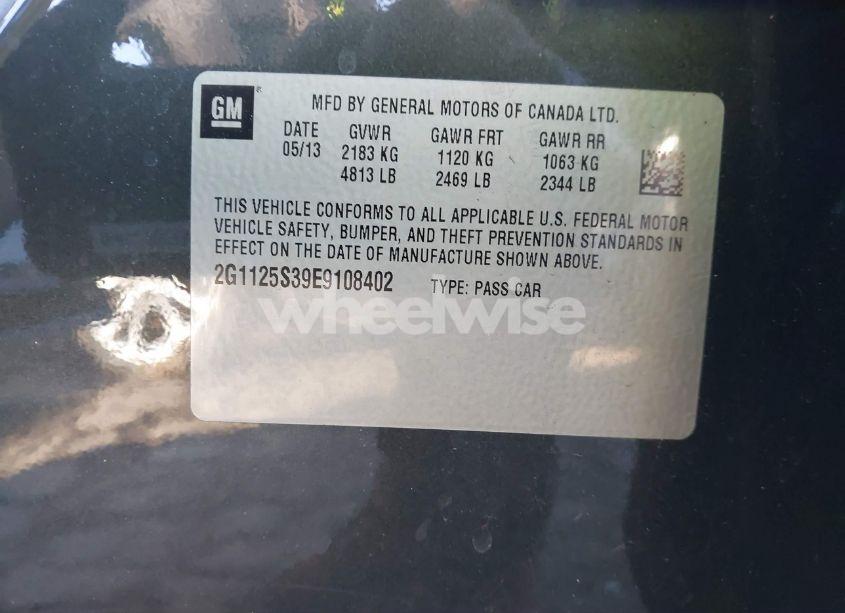 GM
MFD BY GENERAL MOTORS OF CANADA LTD.
DATE GVWR GAWR FRT GAWR RR
05/13 2183 KG 1120 KG 1063 KG
4813 LB 2469 LB 2344 LB
THIS VEHICLE CONFORMS TO ALL APPLICABLE U.S. FEDERAL MOTOR
VEHICLE SAFETY, BUMPER, AND THEFT PREVENTION STANDARDS IN
EFFECT ON THE DATE OF MANUFACTURE SHOWN ABOVE.
2G1125S39E9108402 TYPE: PASS CAR
wheelwise